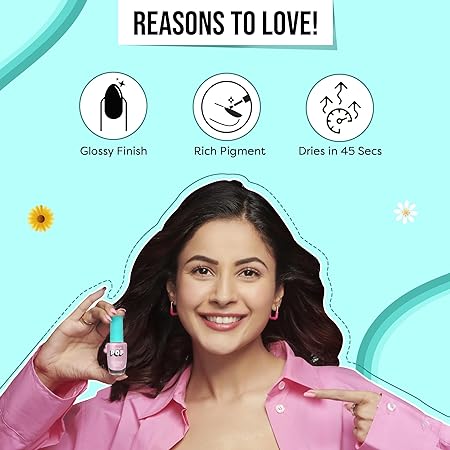 REASONS TO LOVE!
Glossy Finish
Rich Pigment
Dries in 45 Secs
POP